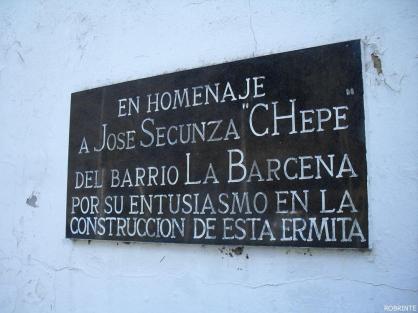 EN HOMENAJE
A JOSE SECUNZA "CHEPE"
DEL BARRIO LA BARCENA
POR SU ENTUSIASMO EN LA
CONSTRUCCION DE ESTA ERMITA
ROBRINTE